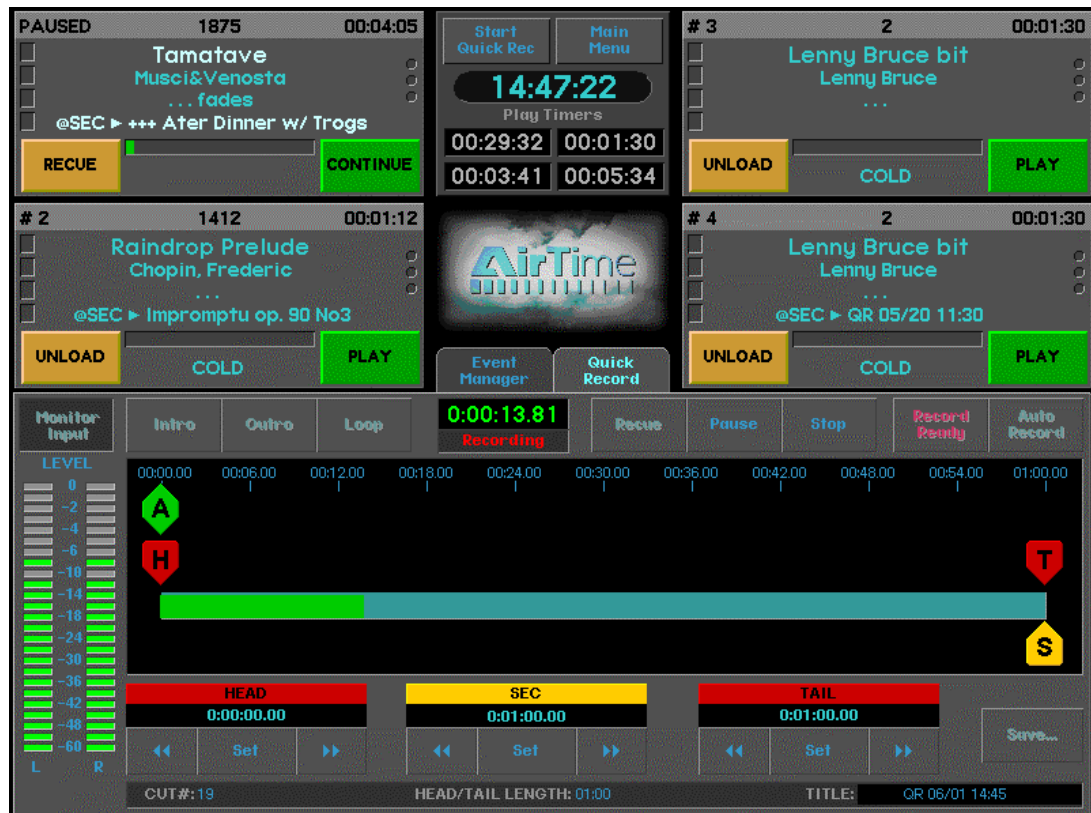 PAUSED 1875 00:04:05
Tamatave
Musci&Venosta
... fades
@SEC ► +++ Ater Dinner w/ Trogs
RECUE
CONTINUE
Start Quick Rec
Main Menu
14:47:22
Play Timers
00:29:32 00:01:30
00:03:41 00:05:34
# 3 2 00:01:30
Lenny Bruce bit
Lenny Bruce
...
UNLOAD
COLD
PLAY
# 2 1412 00:01:12
Raindrop Prelude
Chopin, Frederic
...
@SEC ► Impromptu op. 90 No3
UNLOAD
COLD
PLAY
AirTime
Event Manager
Quick Record
# 4 2 00:01:30
Lenny Bruce bit
Lenny Bruce
...
@SEC ► QR 05/20 11:30
UNLOAD
COLD
PLAY
Monitor Input
Intro
Outro
Loop
0:00:13.81
Recording
Recue
Pause
Stop
Record Ready
Auto Record
LEVEL
0
-2
-4
-6
-10
-14
-18
-24
-30
-36
-42
-48
-60
L R
00:00.00 00:06.00 00:12.00 00:18.00 00:24.00 00:30.00 00:36.00 00:42.00 00:48.00 00:54.00 01:00.00
A
H
T
S
HEAD
0:00:00.00
◄◄ Set ►►
SEC
0:01:00.00
◄◄ Set ►►
TAIL
0:01:00.00
◄◄ Set ►►
Save...
CUT#:19 HEAD/TAIL LENGTH: 01:00 TITLE: QR 06/01 14:45